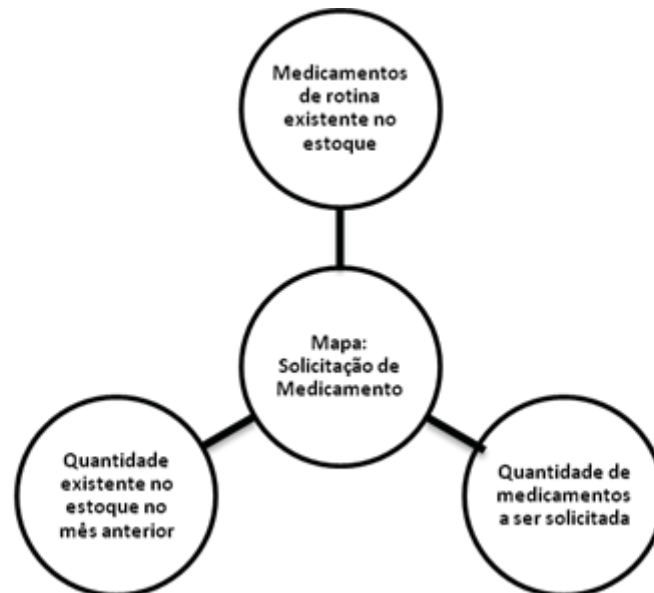 Medicamentos
de rotina
existente no
estoque
Mapa:
Solicitação de
Medicamento
Quantidade
existente no
estoque no
mês anterior
Quantidade de
medicamentos
a ser solicitada